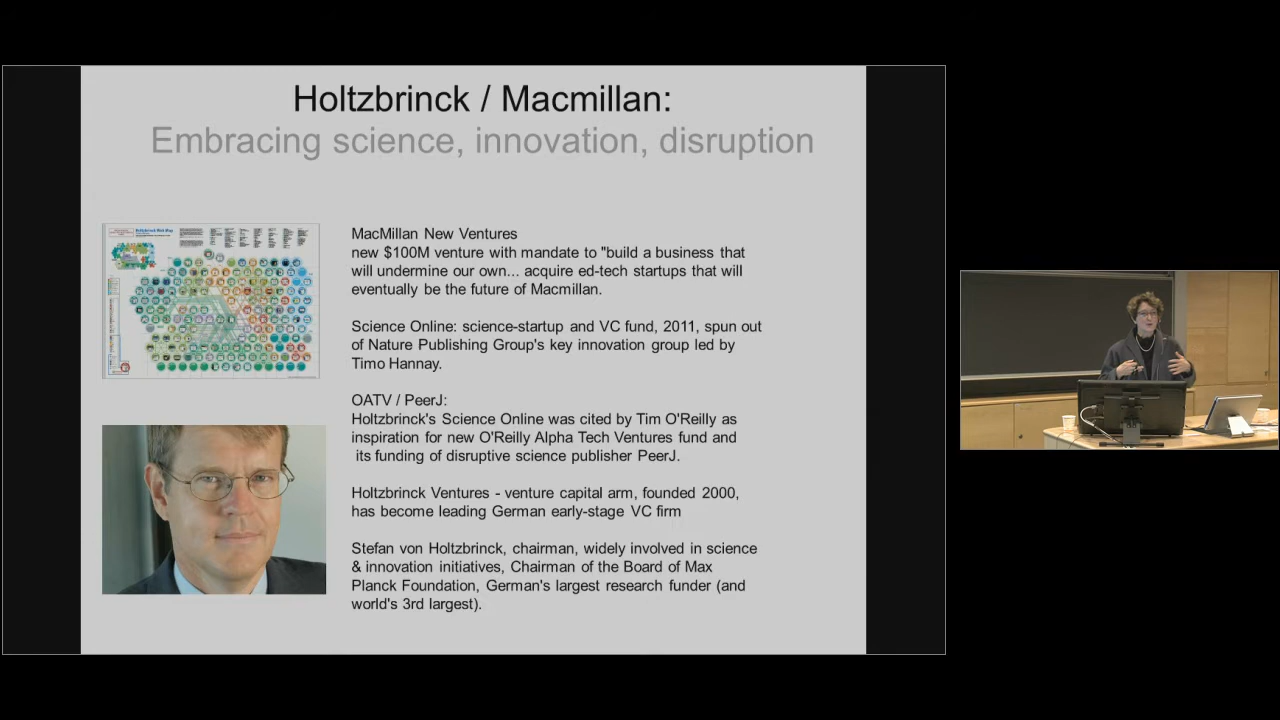 Holtzbrinck / Macmillan:
Embracing science, innovation, disruption
Holtzbrinck Web Map
MacMillan New Ventures
new $100M venture with mandate to "build a business that
will undermine our own... acquire ed-tech startups that will
eventually be the future of Macmillan.
Science Online: science-startup and VC fund, 2011, spun out
of Nature Publishing Group's key innovation group led by
Timo Hannay.
OATV / PeerJ:
Holtzbrinck's Science Online was cited by Tim O'Reilly as
inspiration for new O'Reilly Alpha Tech Ventures fund and
its funding of disruptive science publisher PeerJ.
Holtzbrinck Ventures - venture capital arm, founded 2000,
has become leading German early-stage VC firm
Stefan von Holtzbrinck, chairman, widely involved in science
& innovation initiatives, Chairman of the Board of Max
Planck Foundation, German's largest research funder (and
world's 3rd largest).